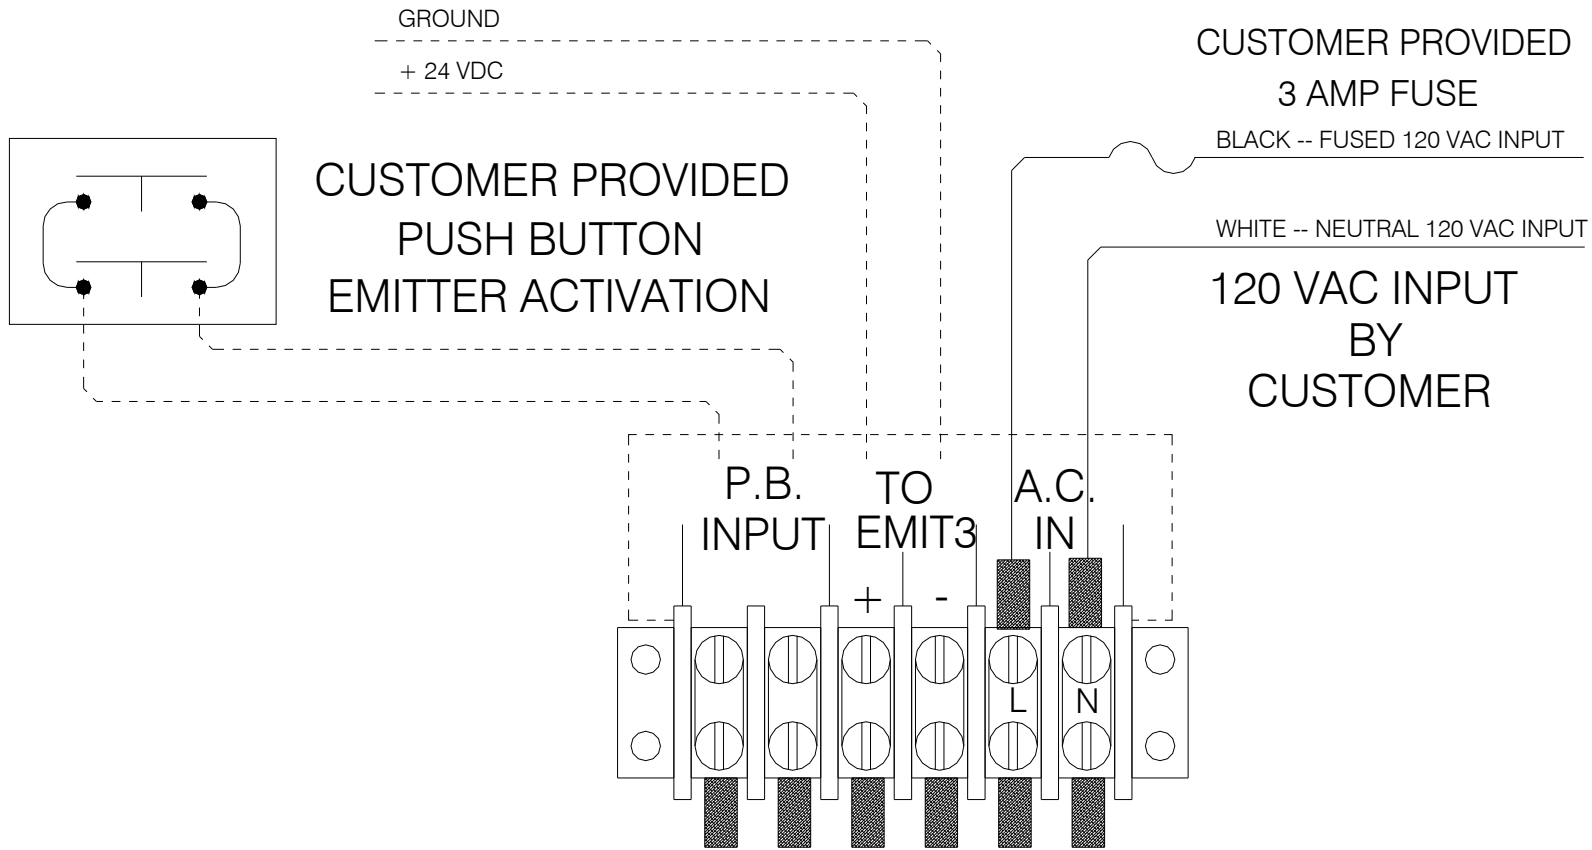 GROUND
+ 24 VDC
CUSTOMER PROVIDED
PUSH BUTTON
EMITTER ACTIVATION
CUSTOMER PROVIDED
3 AMP FUSE
BLACK -- FUSED 120 VAC INPUT
WHITE -- NEUTRAL 120 VAC INPUT
120 VAC INPUT
BY
CUSTOMER
P.B.
INPUT
TO
EMIT3
A.C.
IN
+ -
L N